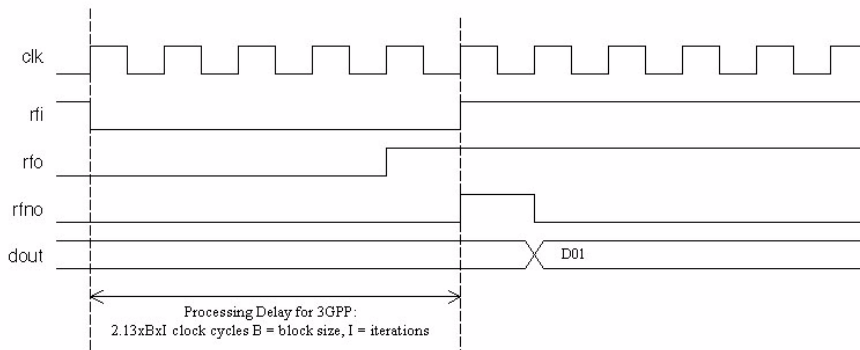 clk
rfi
rfo
rfno
dout
D01
Processing Delay for 3GPP:
2.13xBxI clock cycles B = block size, I = iterations